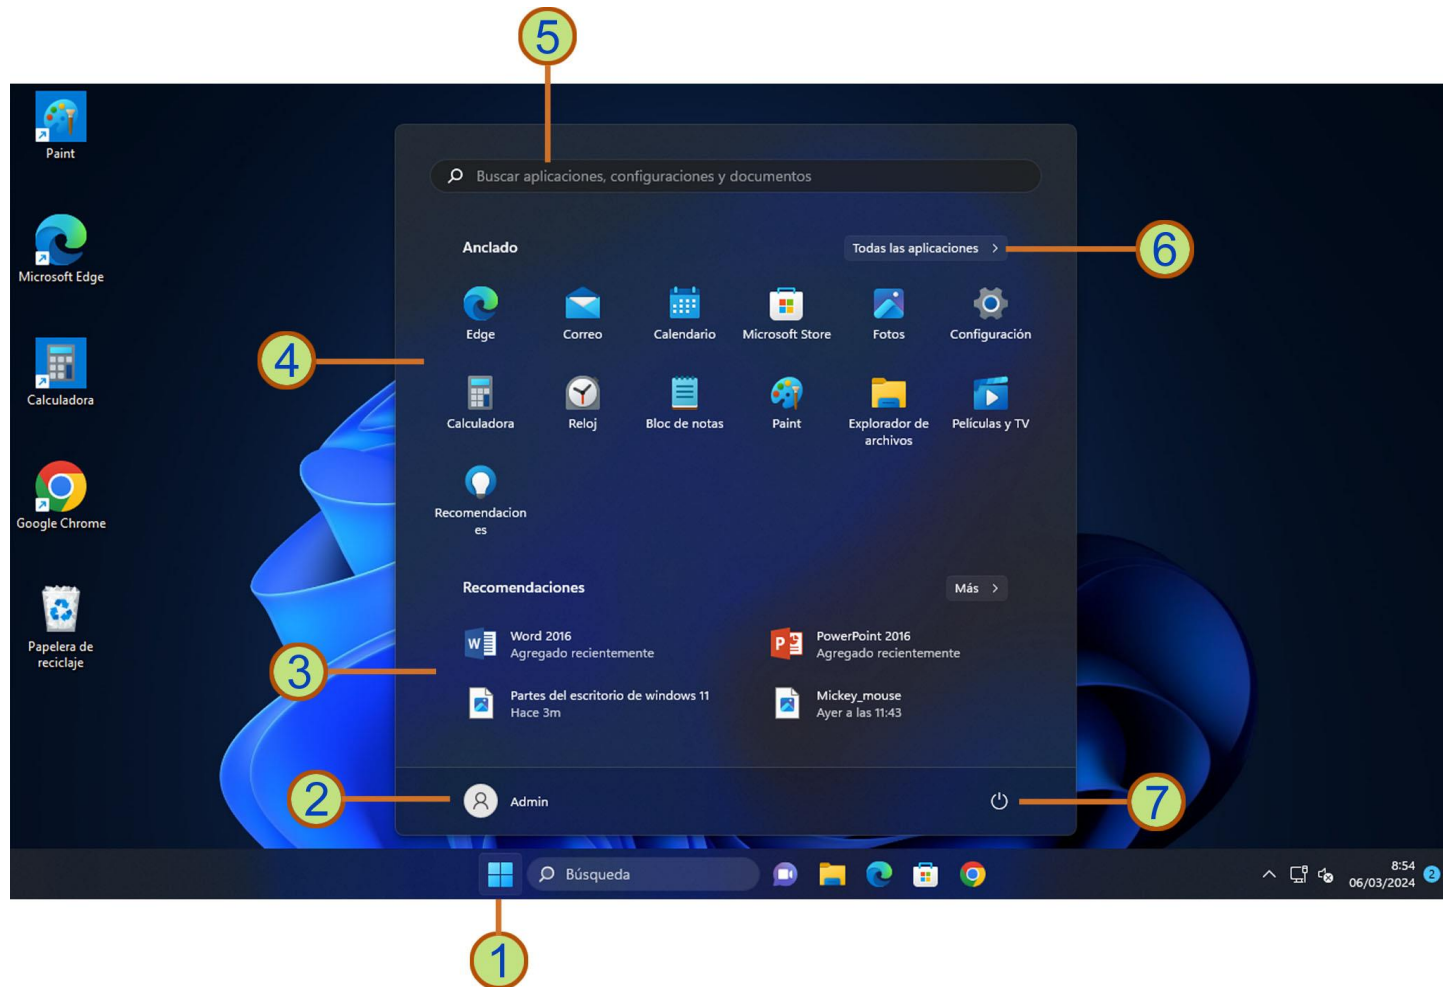 5
Paint
Microsoft Edge
Calculadora
Google Chrome
Papelera de
reciclaje
Buscar aplicaciones, configuraciones y documentos
Anclado
Todas las aplicaciones >
6
Edge
Correo
Calendario
Microsoft Store
Fotos
Configuración
4
Calculadora
Reloj
Bloc de notas
Paint
Explorador de
archivos
Películas y TV
Recomendacion
es
Recomendaciones
Más >
3
Word 2016
Agregado recientemente
PowerPoint 2016
Agregado recientemente
Partes del escritorio de windows 11
Hace 3m
Mickey_mouse
Ayer a las 11:43
2
Admin
7
Búsqueda
8:54
06/03/2024
2
1